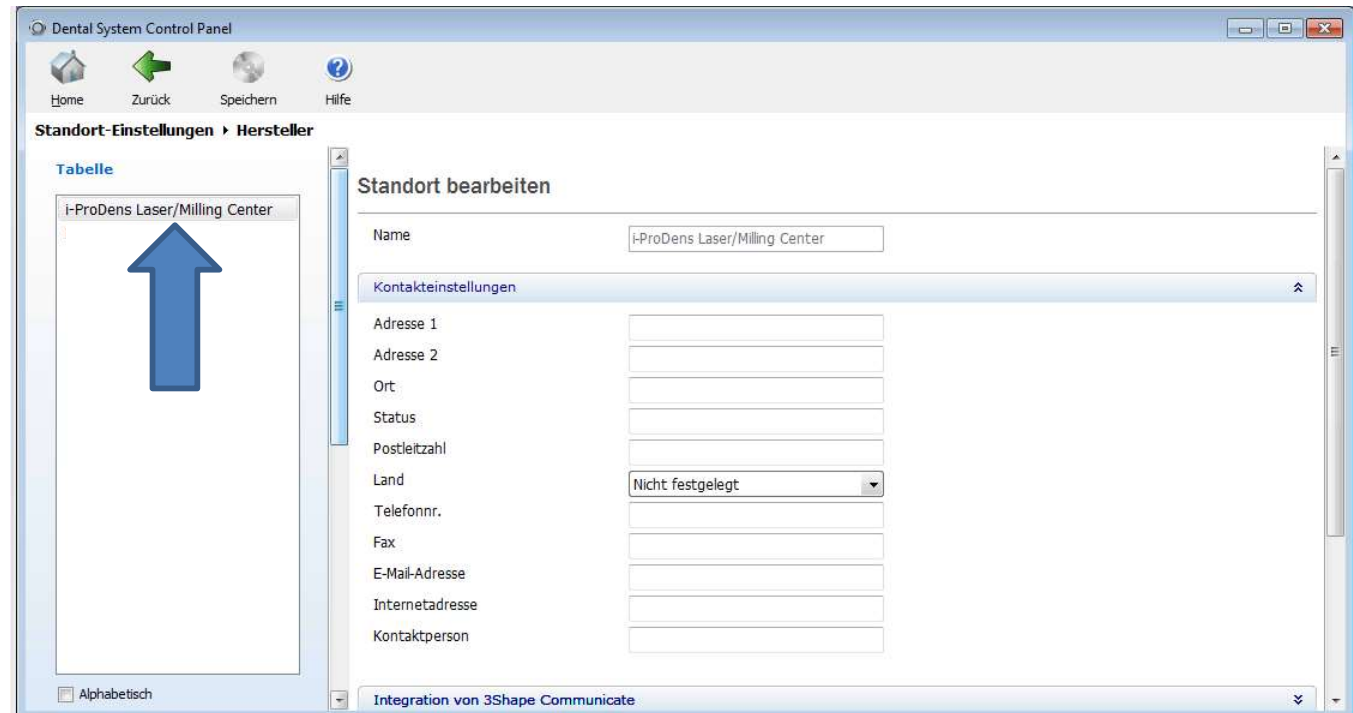 Dental System Control Panel
Home Zurück Speichern Hilfe
Standort-Einstellungen Hersteller
Tabelle
i-ProDens Laser/Milling Center
Alphabetisch
Standort bearbeiten
Name i-ProDens Laser/Milling Center
Kontakteinstellungen
Adresse 1
Adresse 2
Ort
Status
Postleitzahl
Land Nicht festgelegt
Telefonnr.
Fax
E-Mail-Adresse
Internetadresse
Kontaktperson
Integration von 3Shape Communicate